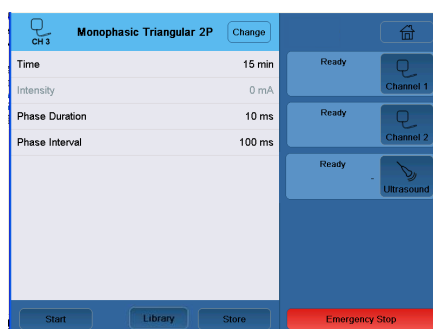 CH 3
Monophasic Triangular 2P
Change
Time 15 min
Intensity 0 mA
Phase Duration 10 ms
Phase Interval 100 ms
Start
Library
Store
Ready
Channel 1
Ready
Channel 2
Ready
Ultrasound
Emergency Stop